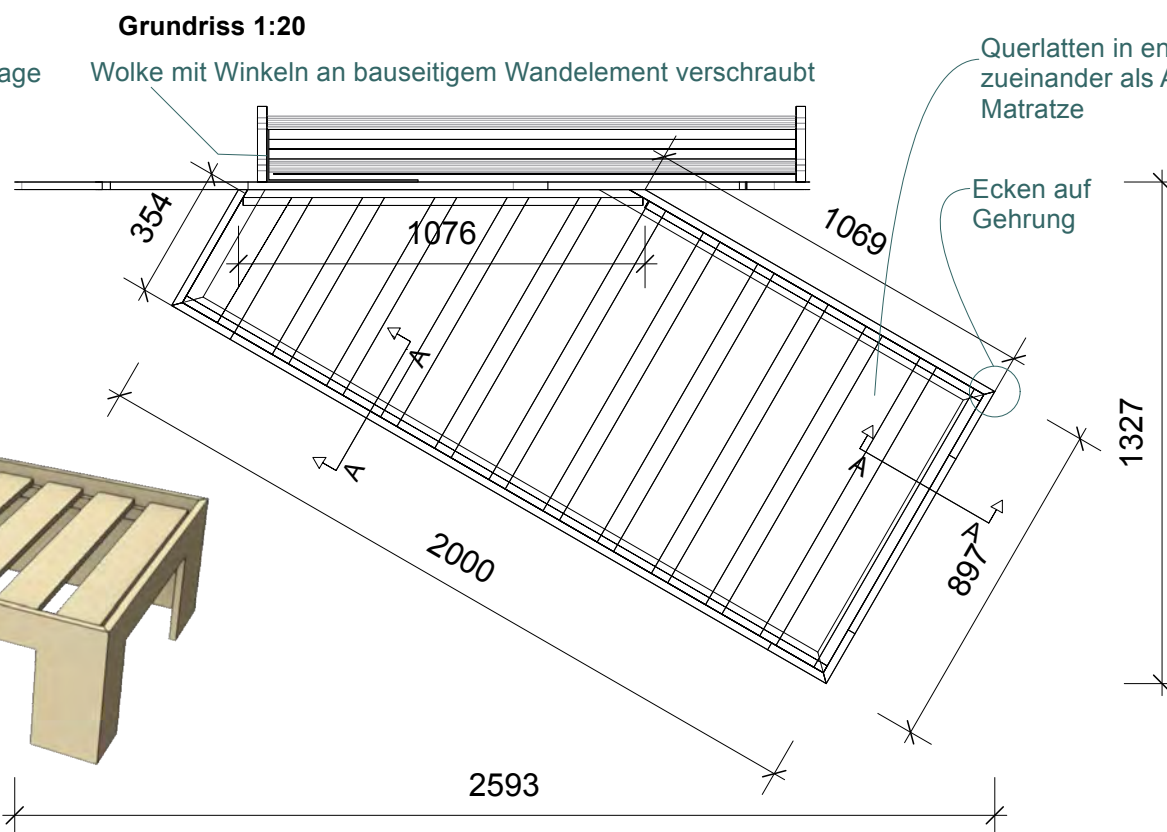 Grundriss 1:20
age
Wolke mit Winkeln an bauseitigem Wandelement verschraubt
Querlatten in en
zueinander als A
Matratze
Ecken auf
Gehrung
354
1076
1069
1327
A
A
A
A
897
2000
2593